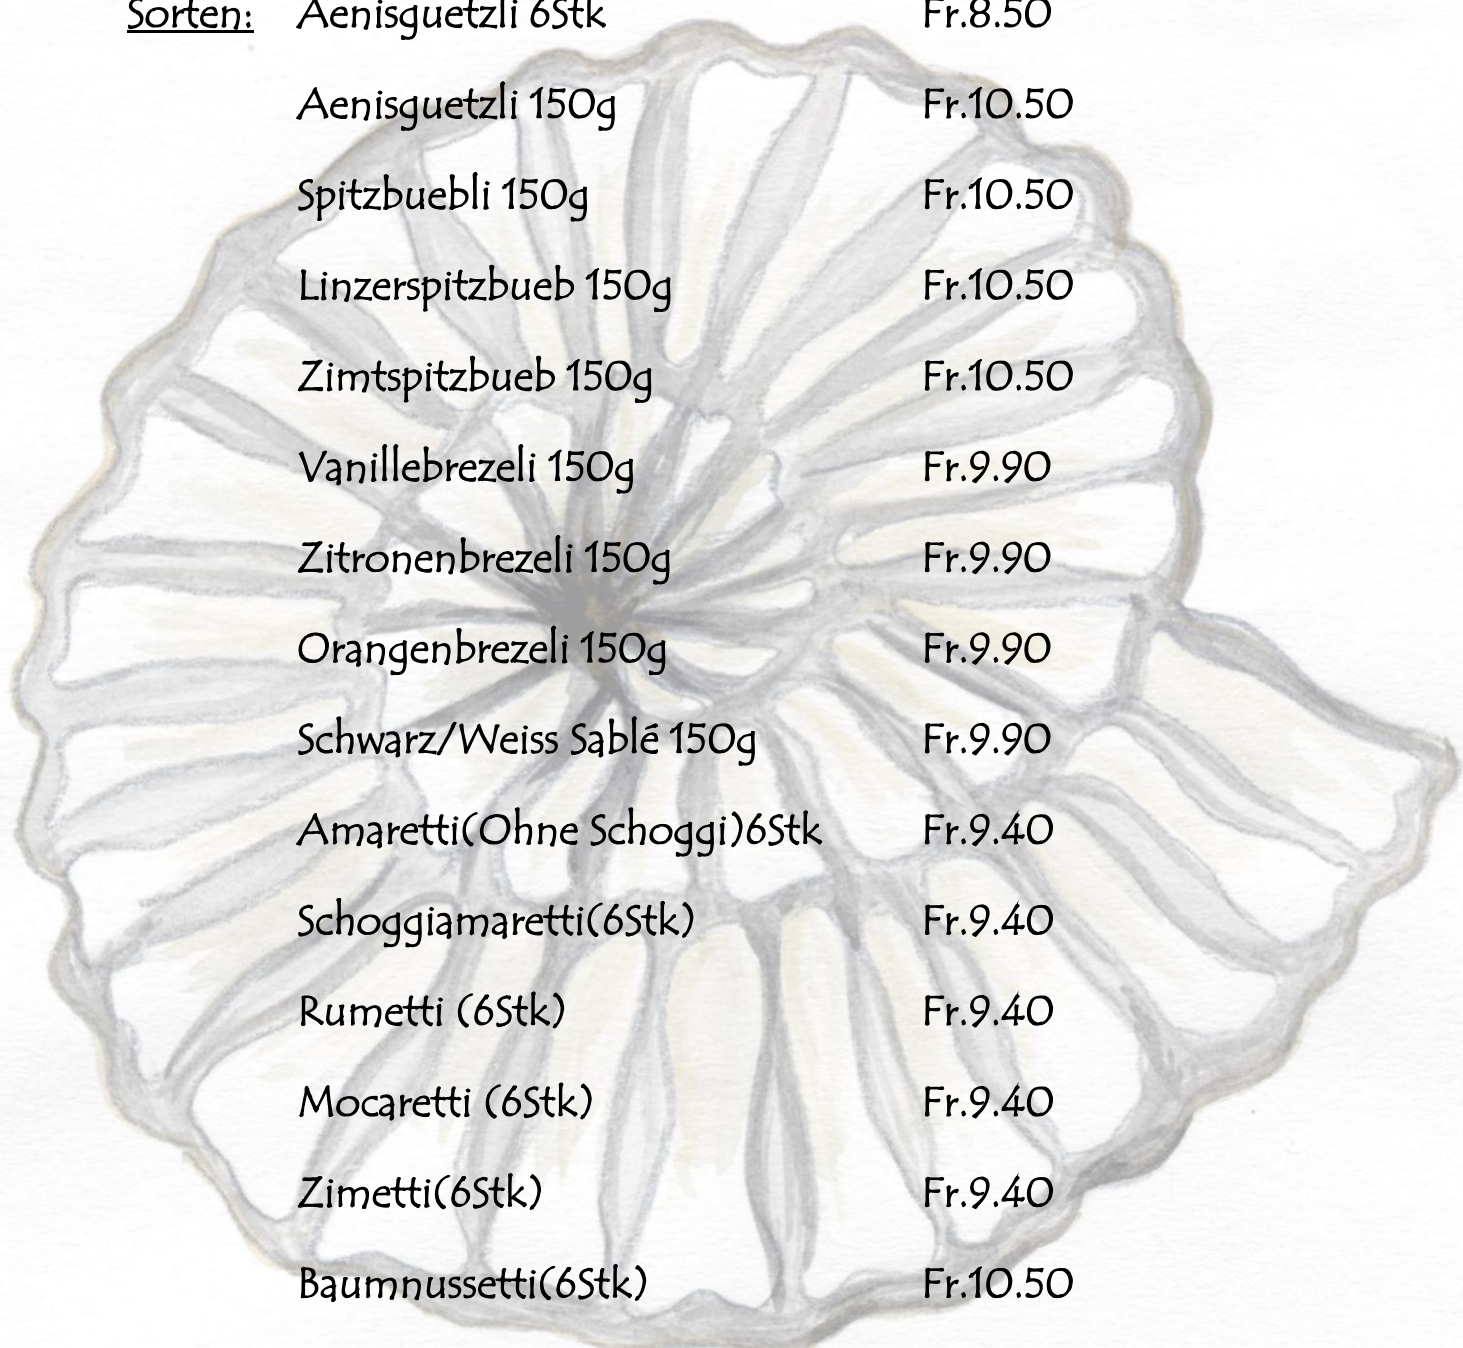 Sorten: Aenisguetzli 6Stk Fr.8.50
Aenisguetzli 150g Fr.10.50
Spitzbuebli 150g Fr.10.50
Linzerspitzbueb 150g Fr.10.50
Zimtspitzbueb 150g Fr.10.50
Vanillebrezeli 150g Fr.9.90
Zitronenbrezeli 150g Fr.9.90
Orangenbrezeli 150g Fr.9.90
Schwarz/Weiss Sablé 150g Fr.9.90
Amaretti(Ohne Schoggi)6Stk Fr.9.40
Schoggiamaretti(6Stk) Fr.9.40
Rumetti (6Stk) Fr.9.40
Mocaretti (6Stk) Fr.9.40
Zimetti(6Stk) Fr.9.40
Baumnussetti(6Stk) Fr.10.50